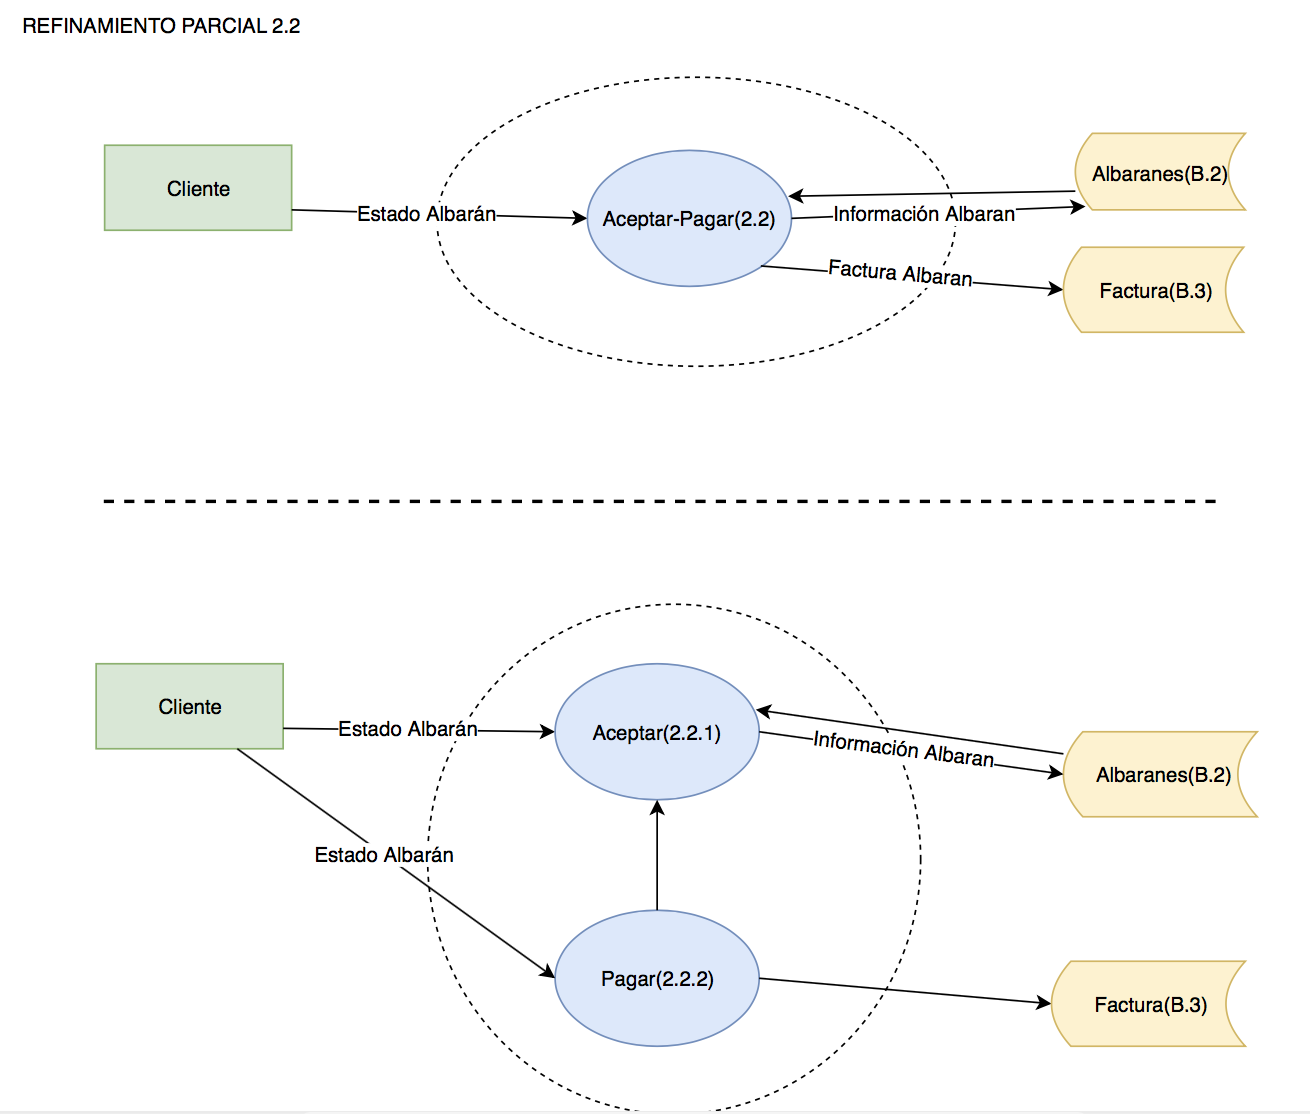 REFINAMIENTO PARCIAL 2.2
Cliente
Estado Albarán
Aceptar-Pagar(2.2)
Albaranes(B.2)
Información Albaran
Factura Albaran
Factura(B.3)
Cliente
Estado Albarán
Aceptar(2.2.1)
Información Albaran
Albaranes(B.2)
Estado Albarán
Pagar(2.2.2)
Factura(B.3)